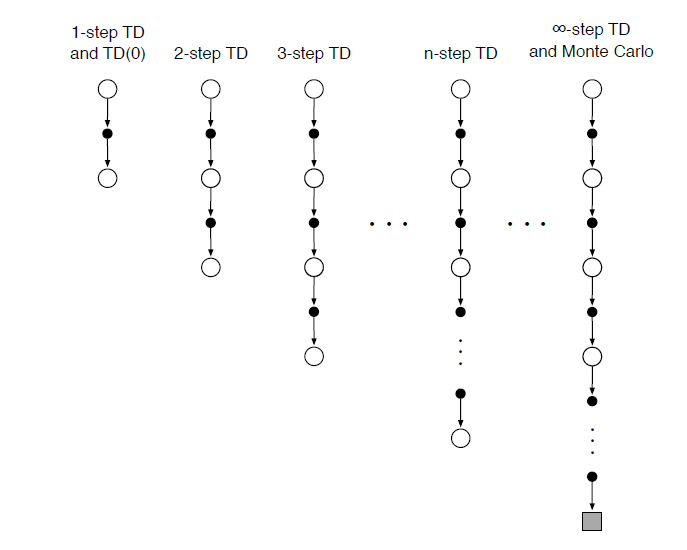 1-step TD
and TD(0)
2-step TD
3-step TD
n-step TD
∞-step TD
and Monte Carlo